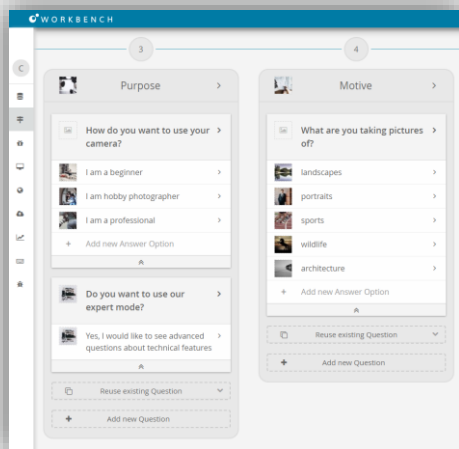 WORKBENCH
3
4
C
Purpose
How do you want to use your
camera?
I am a beginner
I am hobby photographer
I am a professional
Add new Answer Option
Do you want to use our
expert mode?
Yes, I would like to see advanced
questions about technical features
Reuse existing Question
Add new Question
Motive
What are you taking pictures
of?
landscapes
portraits
sports
wildlife
architecture
Add new Answer Option
Reuse existing Question
Add new Question